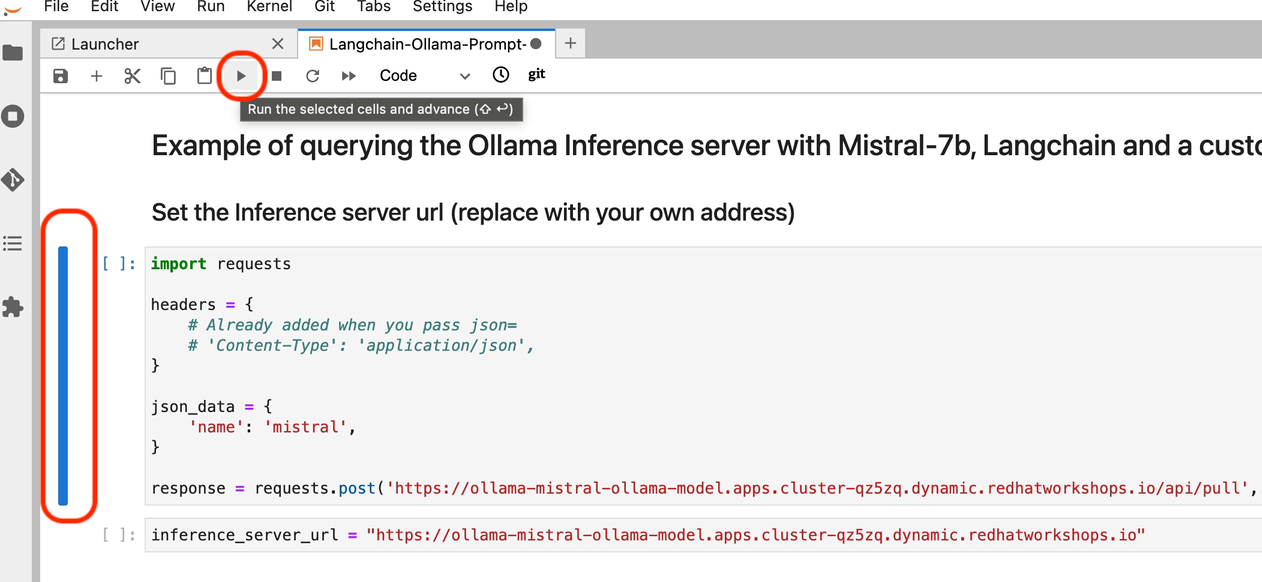 File Edit View Run Kernel Git Tabs Settings Help
Launcher Langchain-Ollama-Prompt-
Code git
Run the selected cells and advance (⇧ ⏎)
Example of querying the Ollama Inference server with Mistral-7b, Langchain and a custo
Set the Inference server url (replace with your own address)
[ ]: import requests
headers = {
    # Already added when you pass json=
    # 'Content-Type': 'application/json',
}
json_data = {
    'name': 'mistral',
}
response = requests.post('https://ollama-mistral-ollama-model.apps.cluster-qz5zq.dynamic.redhatworkshops.io/api/pull',
[ ]: inference_server_url = "https://ollama-mistral-ollama-model.apps.cluster-qz5zq.dynamic.redhatworkshops.io"